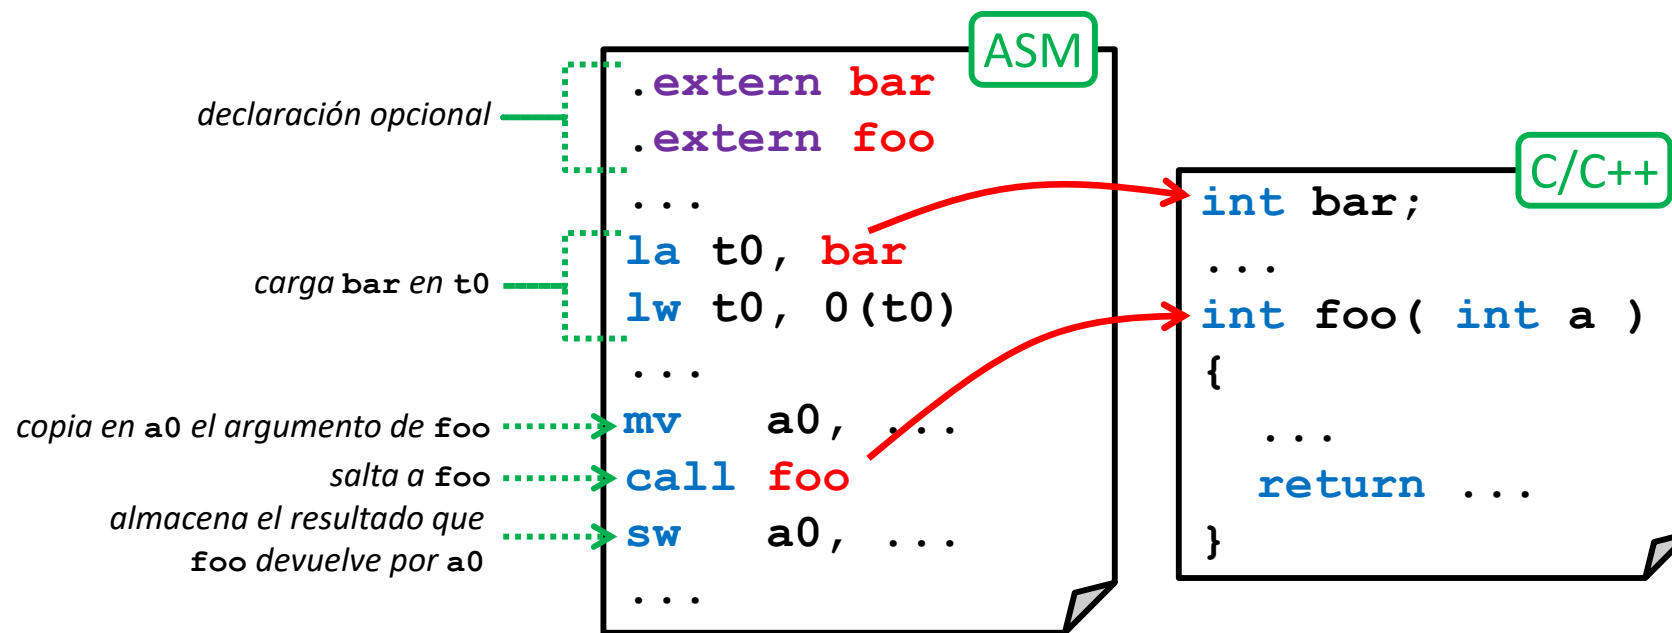 declaración opcional
carga bar en t0
copia en a0 el argumento de foo
salta a foo
almacena el resultado que
foo devuelve por a0
ASM
.extern bar
.extern foo
...
la t0, bar
lw t0, 0(t0)
...
mv a0, ...
call foo
sw a0, ...
...
C/C++
int bar;
...
int foo( int a )
{
...
return ...
}